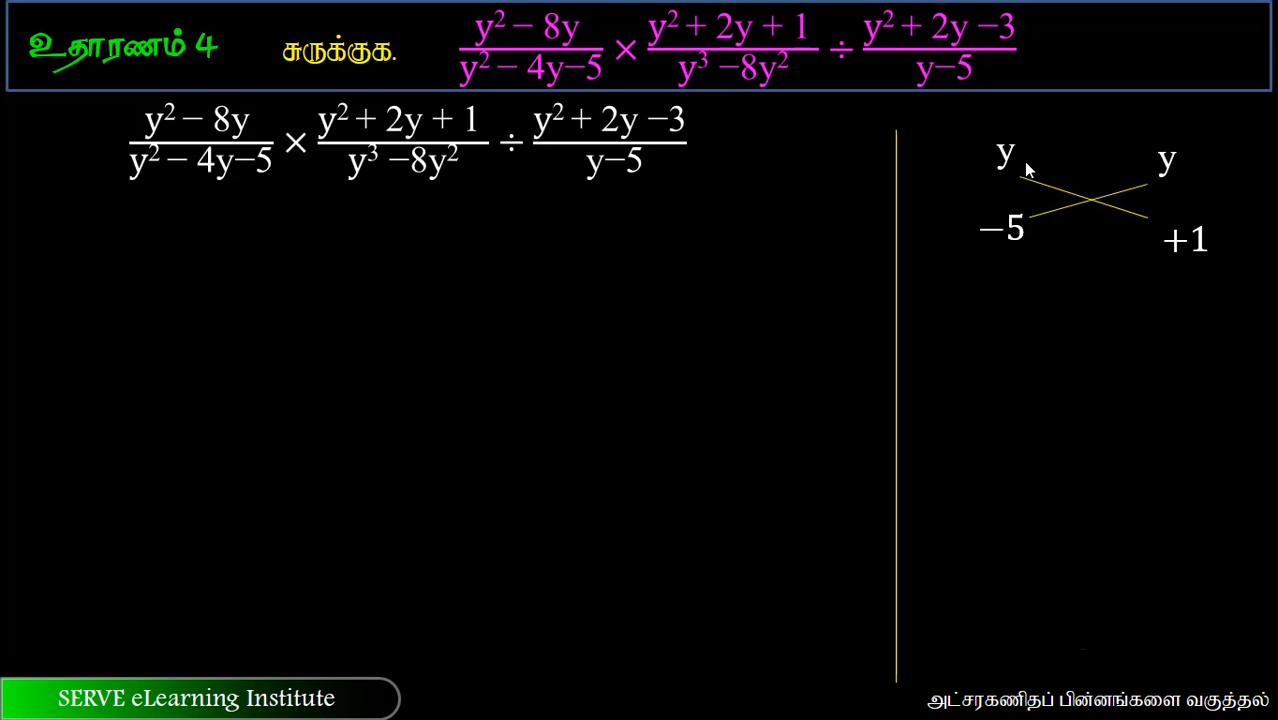 உதாரணம் 4 சுருக்குக. (y² − 8y)/(y² − 4y−5) × (y² + 2y + 1)/(y³ −8y²) ÷ (y² + 2y −3)/(y−5)
(y² − 8y)/(y² − 4y−5) × (y² + 2y + 1)/(y³ −8y²) ÷ (y² + 2y −3)/(y−5)
y y
−5 +1
SERVE eLearning Institute
அட்சரகணிதப் பின்னங்களை வகுத்தல்